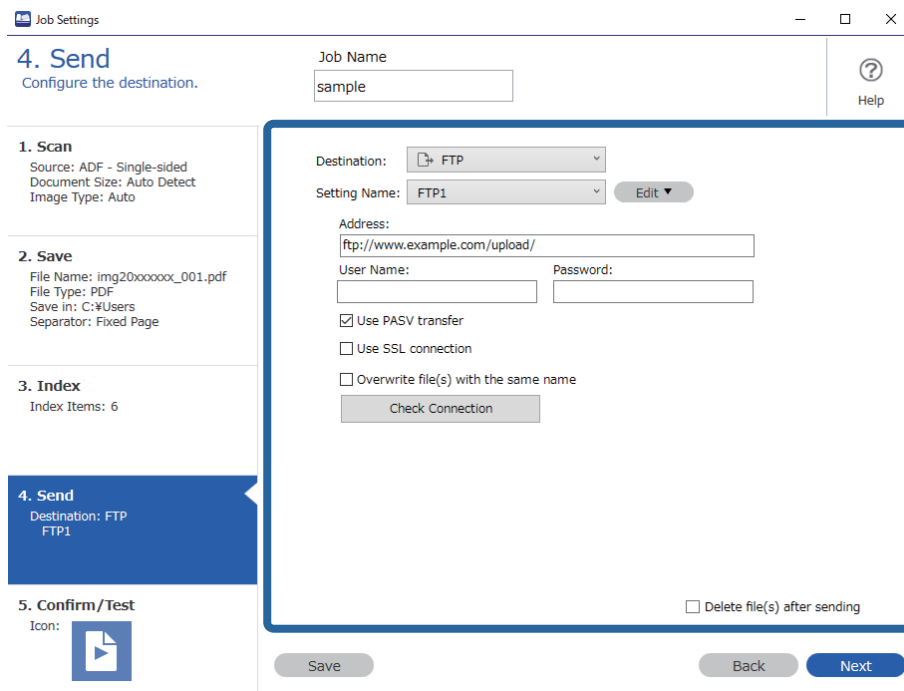 Job Settings
4. Send
Configure the destination.
Job Name
sample
Help
1. Scan
Source: ADF - Single-sided
Document Size: Auto Detect
Image Type: Auto
2. Save
File Name: img20xxxxxx_001.pdf
File Type: PDF
Save in: C:¥Users
Separator: Fixed Page
3. Index
Index Items: 6
4. Send
Destination: FTP
FTP1
5. Confirm/Test
Icon:
Destination: FTP
Setting Name: FTP1 Edit ▼
Address:
ftp://www.example.com/upload/
User Name: Password:
Use PASV transfer
Use SSL connection
Overwrite file(s) with the same name
Check Connection
Delete file(s) after sending
Save Back Next